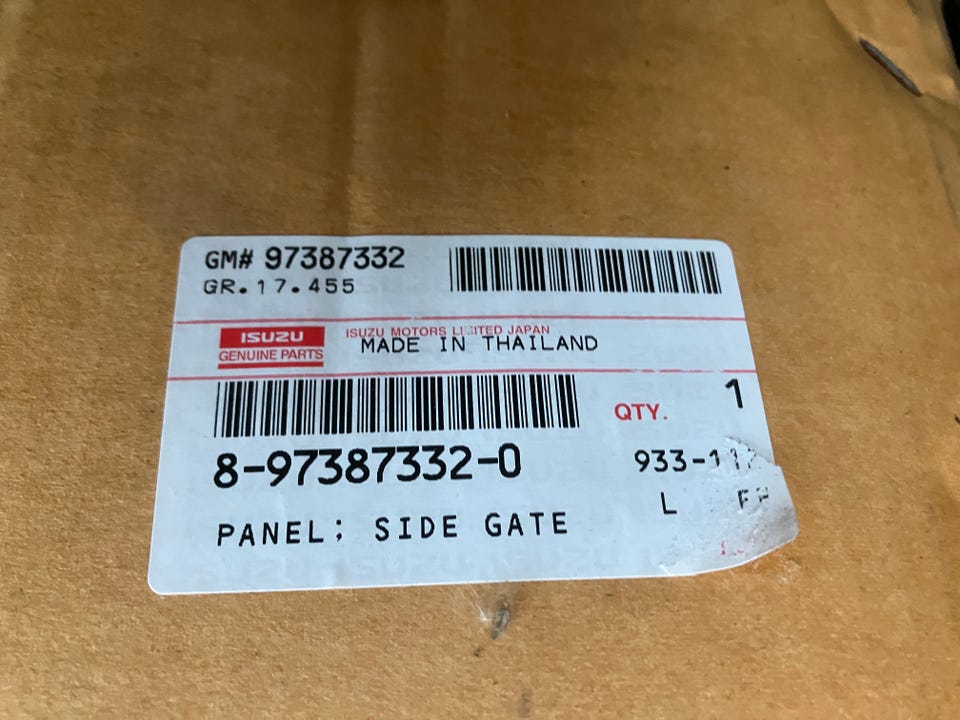 GM# 97387332
GR.17.455
ISUZU
GENUINE PARTS
ISUZU MOTORS LIMITED JAPAN
MADE IN THAILAND
QTY. 1
8-97387332-0
PANEL; SIDE GATE
L